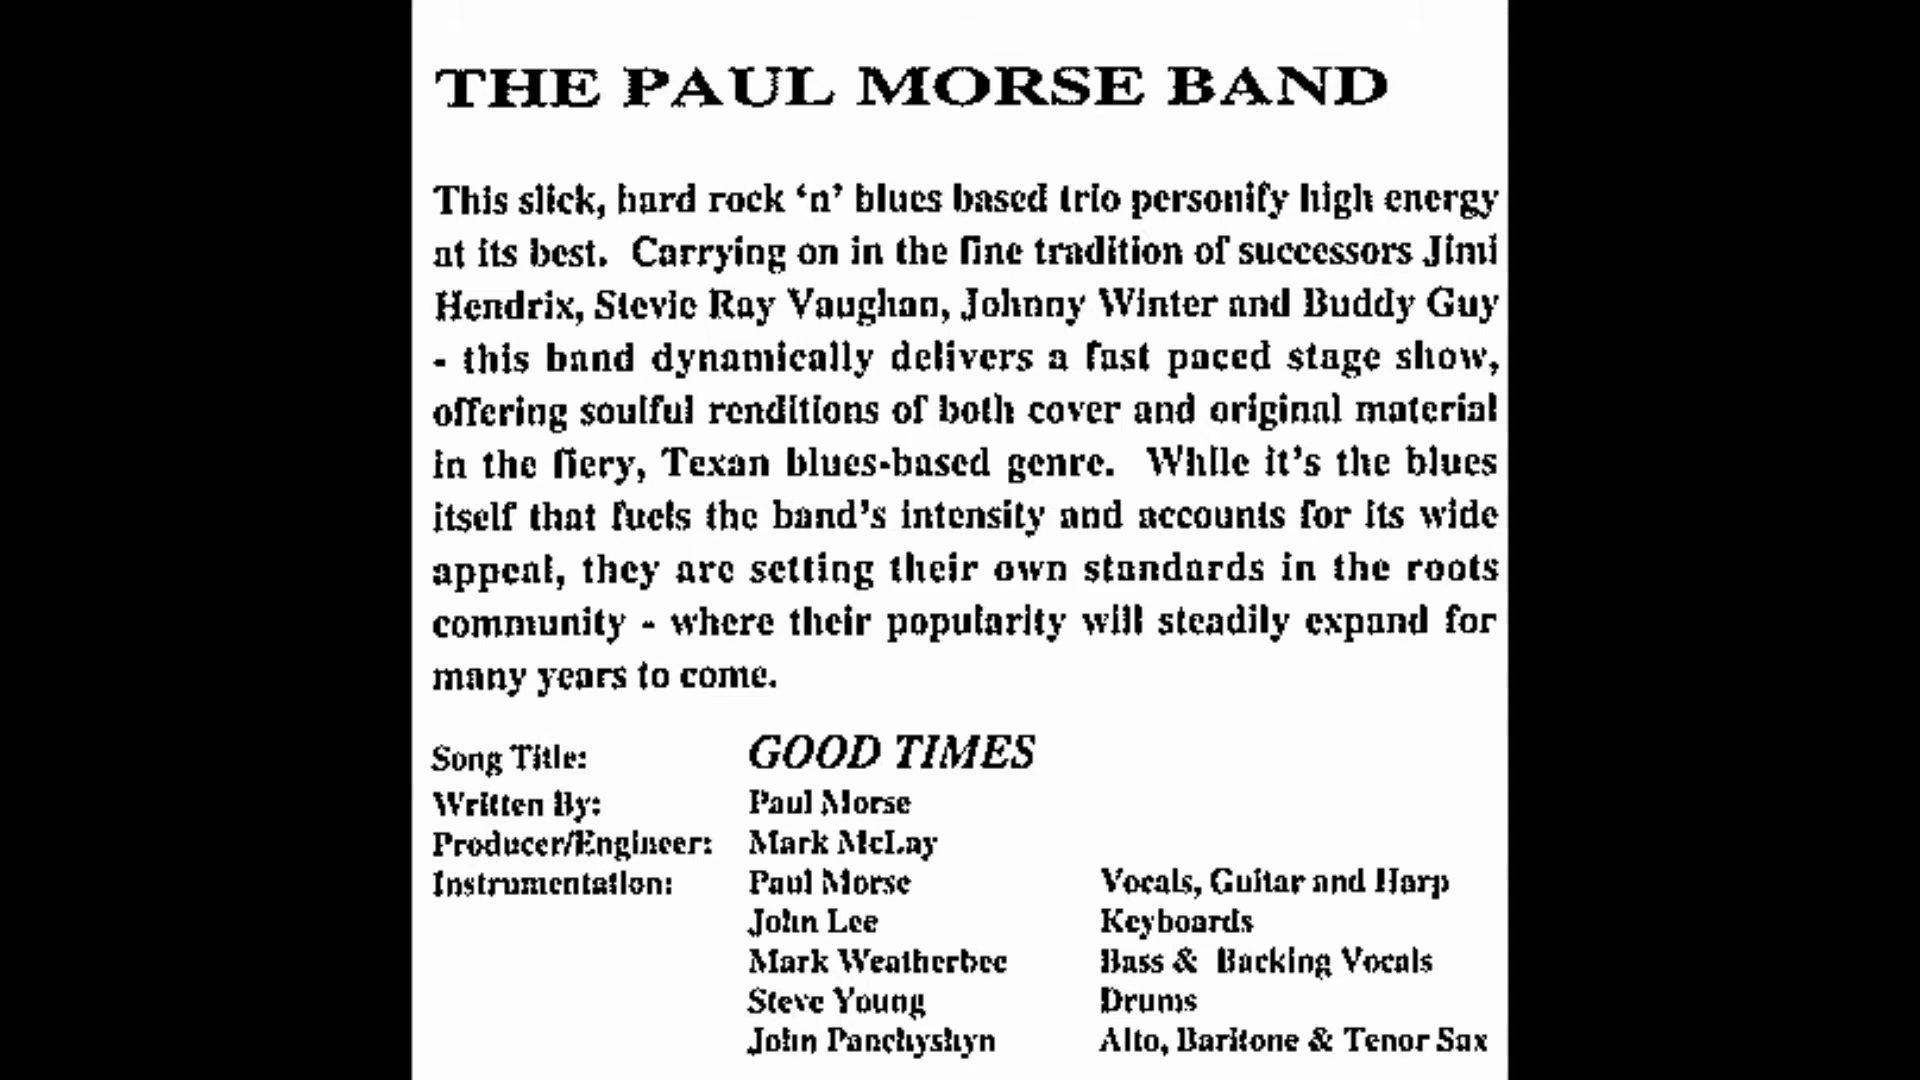 THE PAUL MORSE BAND
This slick, hard rock ‘n’ blues based trio personify high energy
at its best. Carrying on in the fine tradition of successors Jimi
Hendrix, Stevie Ray Vaughan, Johnny Winter and Buddy Guy
- this band dynamically delivers a fast paced stage show,
offering soulful renditions of both cover and original material
in the fiery, Texan blues-based genre. While it’s the blues
itself that fuels the band’s intensity and accounts for its wide
appeal, they are setting their own standards in the roots
community - where their popularity will steadily expand for
many years to come.
Song Title: GOOD TIMES
Written By: Paul Morse
Producer/Engineer: Mark McLay
Instrumentation: Paul Morse Vocals, Guitar and Harp
John Lee Keyboards
Mark Weatherbee Bass & Backing Vocals
Steve Young Drums
John Panchyshyn Alto, Baritone & Tenor Sax